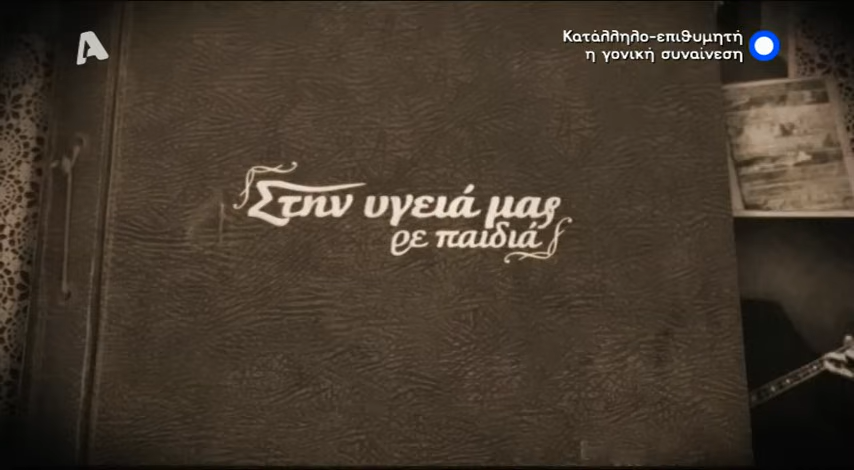 Κατάλληλο-επιθυμητή
η γονική συναίνεση
Στην υγειά μας
ρε παιδιά